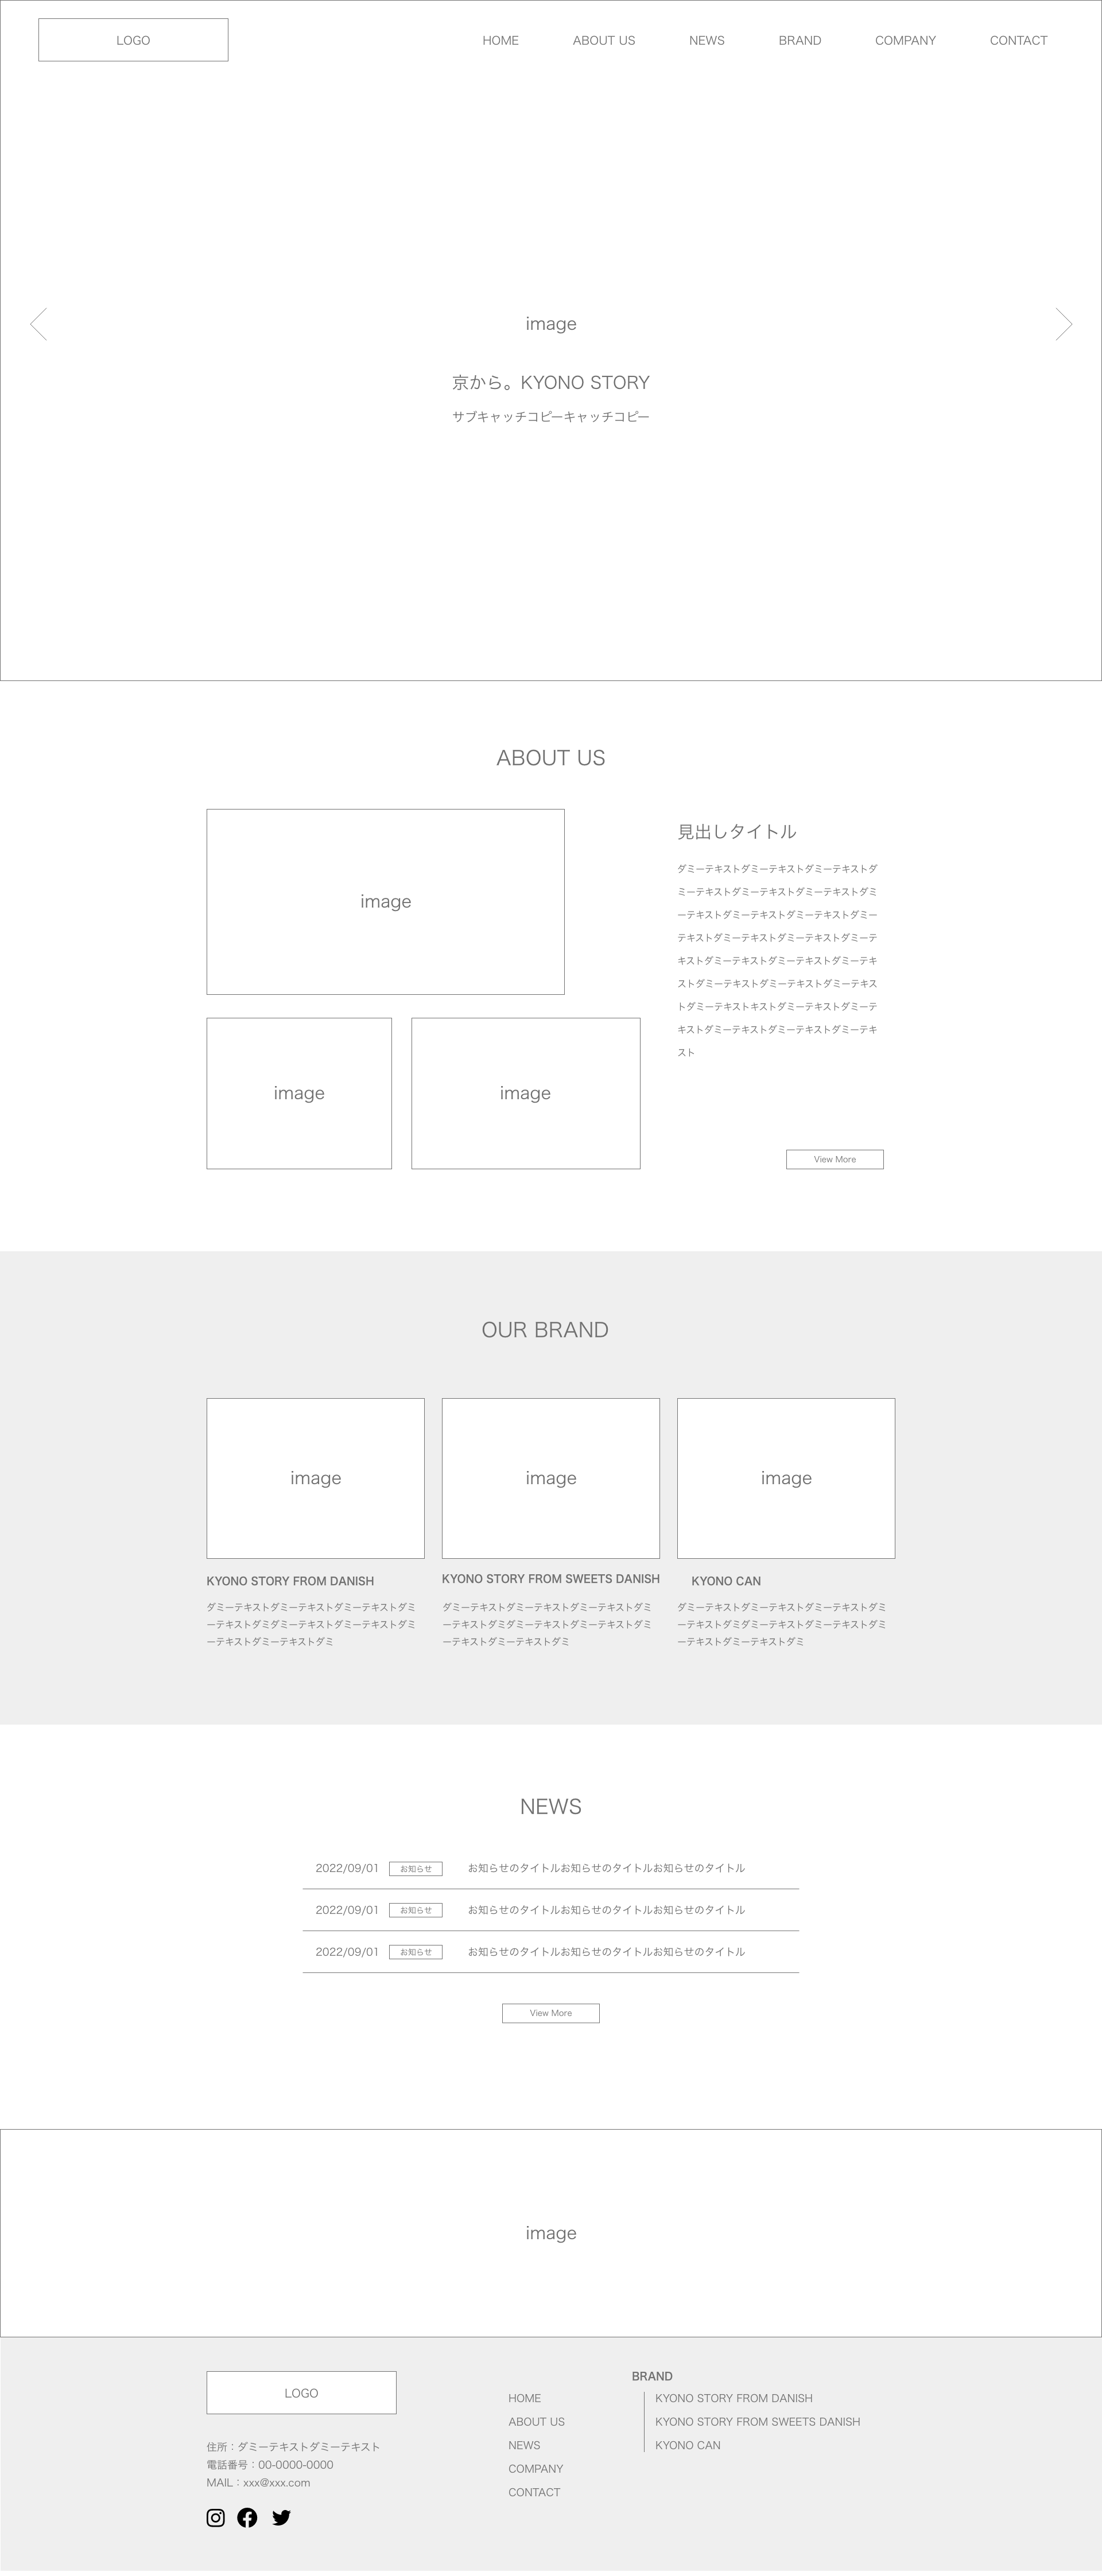 LOGO
HOME
ABOUT US
NEWS
BRAND
COMPANY
CONTACT
image
京から。KYONO STORY
サブキャッチコピーキャッチコピー
ABOUT US
image
image
image
見出しタイトル
ダミーテキストダミーテキストダミーテキストダ
ミーテキストダミーテキストダミーテキストダミ
ーテキストダミーテキストダミーテキストダミー
テキストダミーテキストダミーテキストダミーテ
キストダミーテキストダミーテキストダミーテキ
ストダミーテキストダミーテキストダミーテキス
トダミーテキストキストダミーテキストダミーテ
キストダミーテキストダミーテキストダミーテキ
スト
View More
OUR BRAND
image
KYONO STORY FROM DANISH
ダミーテキストダミーテキストダミーテキストダミ
ーテキストダミダミーテキストダミーテキストダミ
ーテキストダミーテキストダミ
image
KYONO STORY FROM SWEETS DANISH
ダミーテキストダミーテキストダミーテキストダミ
ーテキストダミダミーテキストダミーテキストダミ
ーテキストダミーテキストダミ
image
KYONO CAN
ダミーテキストダミーテキストダミーテキストダミ
ーテキストダミダミーテキストダミーテキストダミ
ーテキストダミーテキストダミ
NEWS
2022/09/01 お知らせ お知らせのタイトルお知らせのタイトルお知らせのタイトル
2022/09/01 お知らせ お知らせのタイトルお知らせのタイトルお知らせのタイトル
2022/09/01 お知らせ お知らせのタイトルお知らせのタイトルお知らせのタイトル
View More
image
LOGO
住所：ダミーテキストダミーテキスト
電話番号：00-0000-0000
MAIL：xxx@xxx.com
HOME
ABOUT US
NEWS
COMPANY
CONTACT
BRAND
KYONO STORY FROM DANISH
KYONO STORY FROM SWEETS DANISH
KYONO CAN